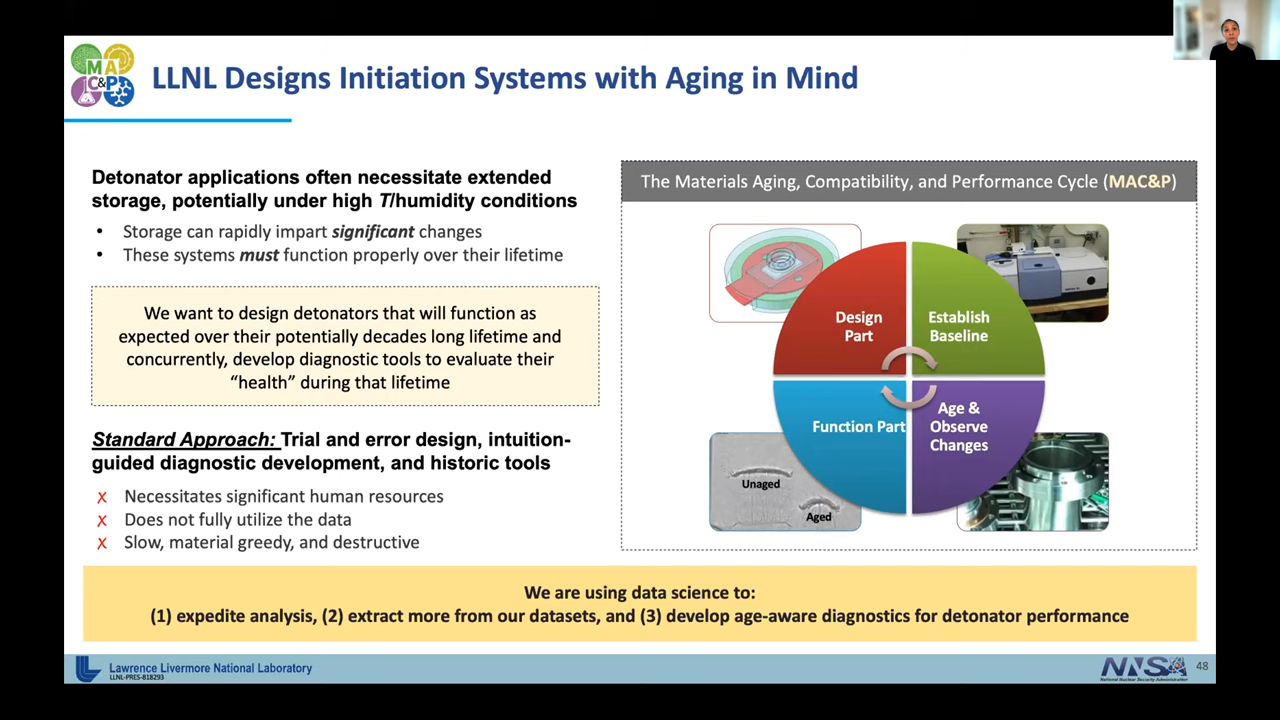 M A
C & P
LLNL Designs Initiation Systems with Aging in Mind
Detonator applications often necessitate extended
storage, potentially under high T/humidity conditions
• Storage can rapidly impart significant changes
• These systems must function properly over their lifetime
We want to design detonators that will function as
expected over their potentially decades long lifetime and
concurrently, develop diagnostic tools to evaluate their
“health” during that lifetime
Standard Approach: Trial and error design, intuition-
guided diagnostic development, and historic tools
X Necessitates significant human resources
X Does not fully utilize the data
X Slow, material greedy, and destructive
The Materials Aging, Compatibility, and Performance Cycle (MAC&P)
Design
Part
Establish
Baseline
Function Part
Age &
Observe
Changes
Unaged
Aged
We are using data science to:
(1) expedite analysis, (2) extract more from our datasets, and (3) develop age-aware diagnostics for detonator performance
Lawrence Livermore National Laboratory
LLNL-PRES-818293
NNSA
National Nuclear Security Administration
48